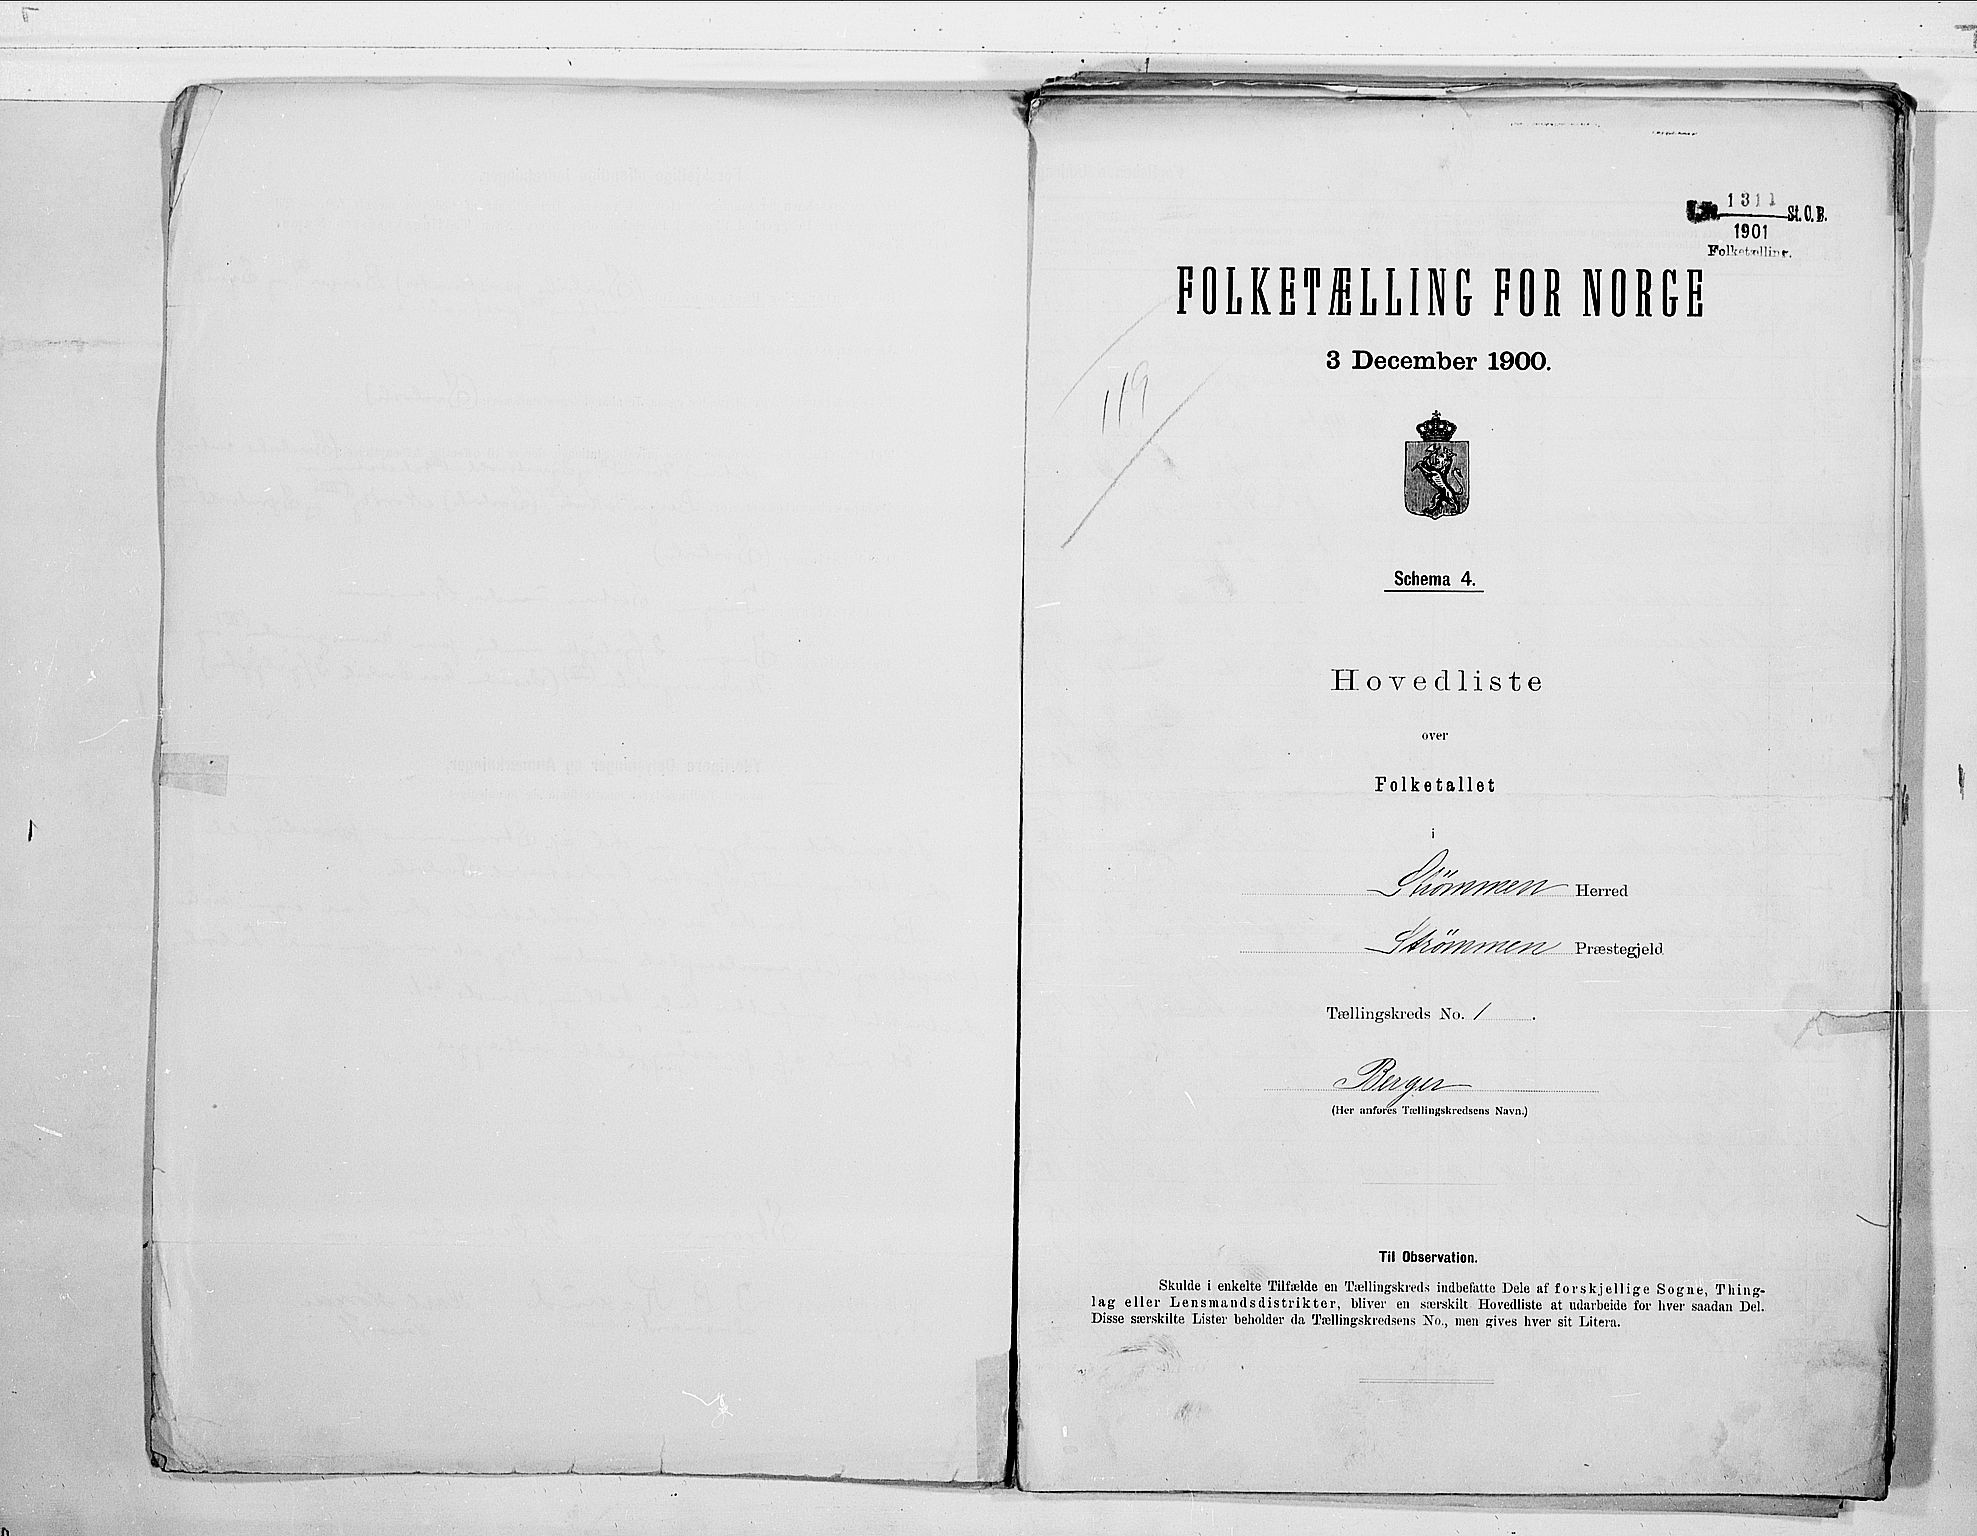 1311
St. C. B.
1901
Folketælling.
FOLKETÆLLING FOR NORGE
3 December 1900.
119
Schema 4.
Hovedliste
over
Folketallet
i
Strömmen Herred
Strömmen Præstegjeld
Tællingskreds No. 1.
Berger
(Her anføres Tællingskredsens Navn.)
Til Observation.
Skulde i enkelte Tilfælde en Tællingskreds indbefatte Dele af forskjellige Sogne, Thing-
lag eller Lensmandsdistrikter, bliver en særskilt Hovedliste at udarbeide for hver saadan Del.
Disse særskilte Lister beholder da Tællingskredsens No., men gives hver sit Litera.